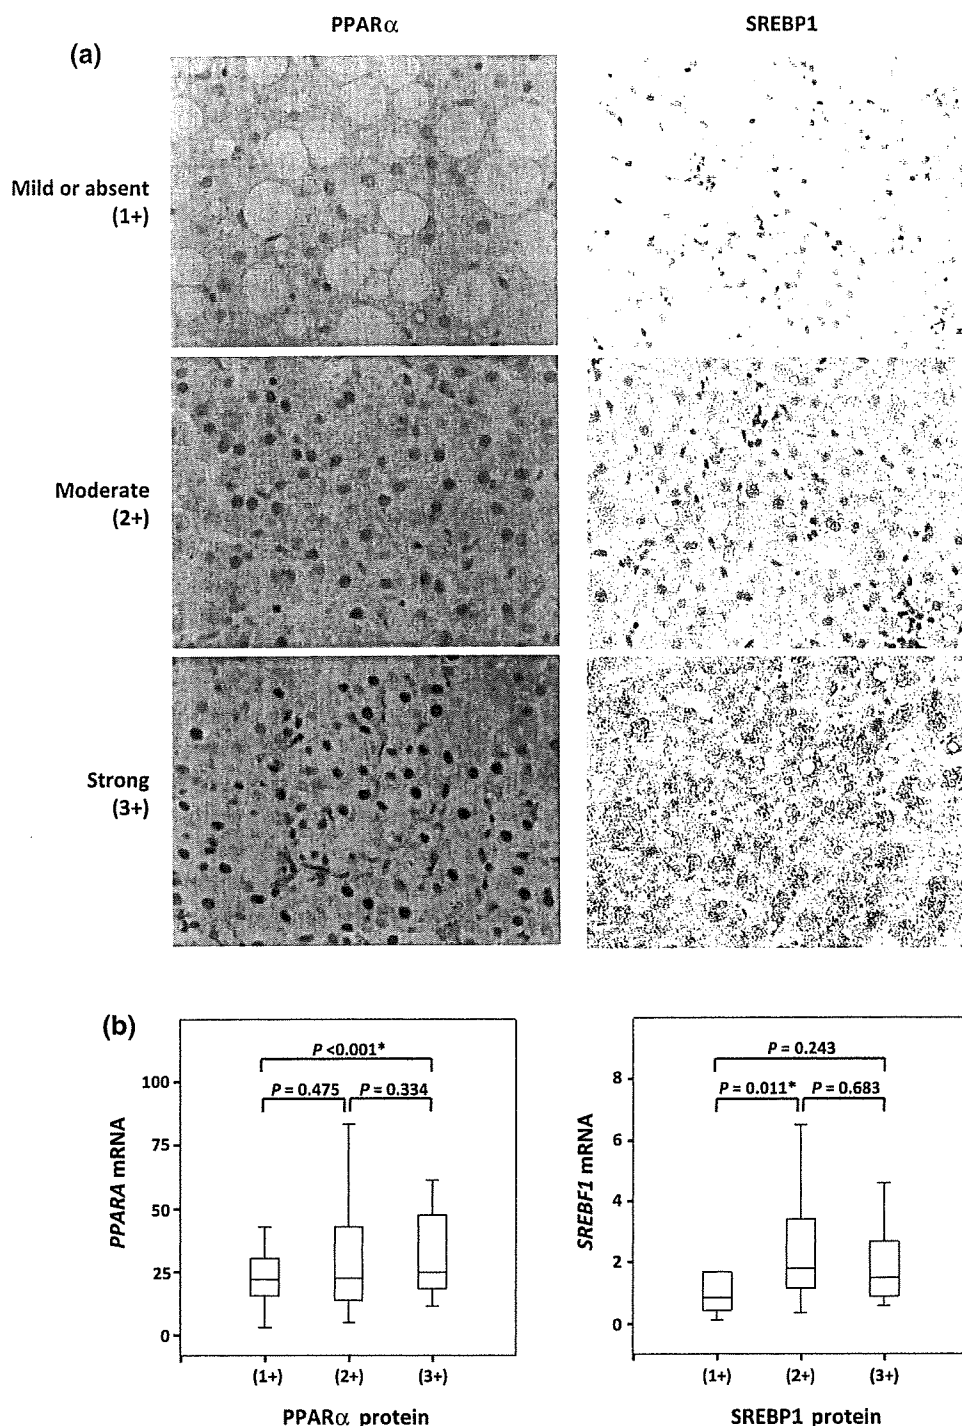 PPARα SREBP1
(a)
Mild or absent
(1+)
Moderate
(2+)
Strong
(3+)
(b)
P <0.001*
P = 0.475 P = 0.334
100
75
50
25
0
PPARA mRNA
(1+) (2+) (3+)
PPARα protein
P = 0.243
P = 0.011* P = 0.683
8
6
4
2
0
SREBF1 mRNA
(1+) (2+) (3+)
SREBP1 protein